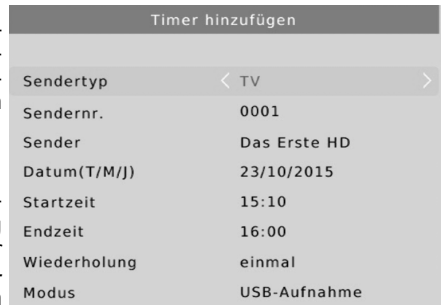 Timer hinzufügen
Sendertyp < TV >
Sendernr. 0001
Sender Das Erste HD
Datum(T/M/J) 23/10/2015
Startzeit 15:10
Endzeit 16:00
Wiederholung einmal
Modus USB-Aufnahme